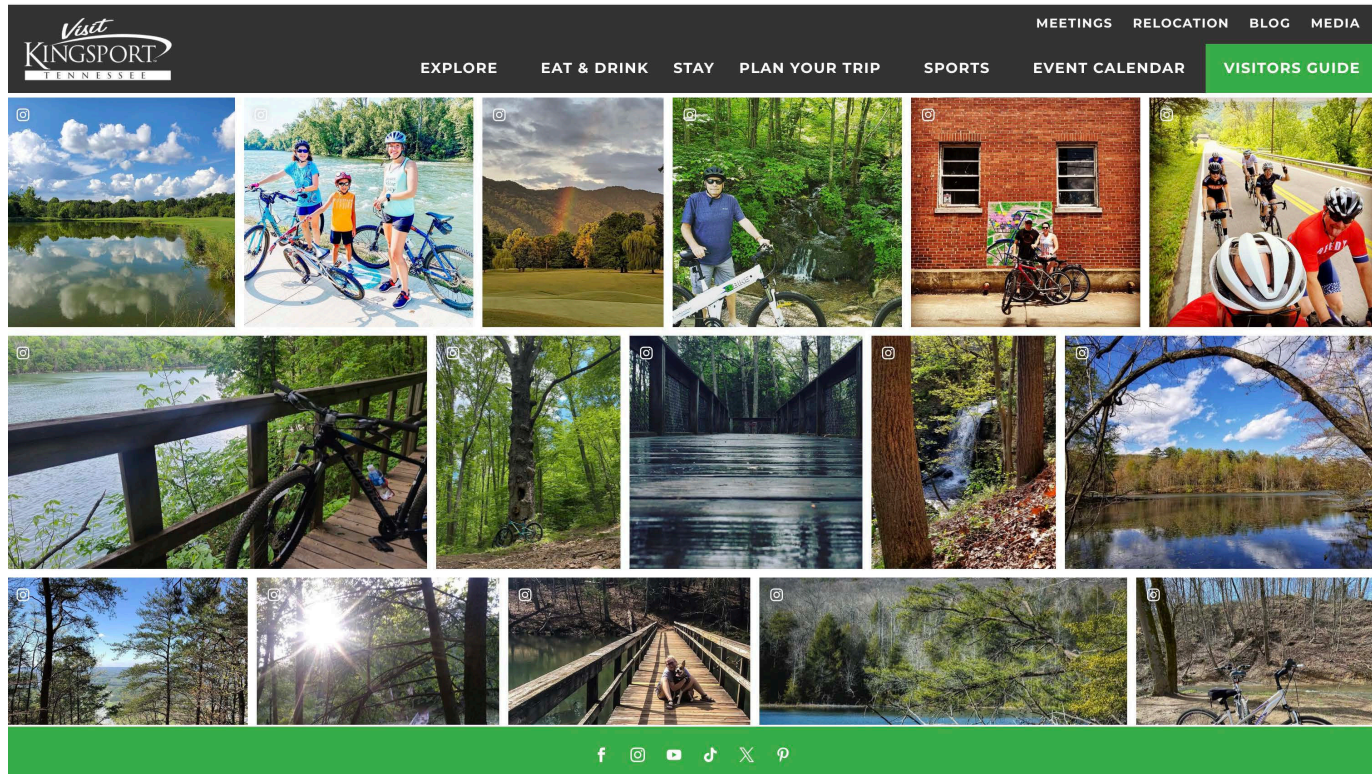 MEETINGS RELOCATION BLOG MEDIA
Visit
KINGSPORT
TENNESSEE
EXPLORE EAT & DRINK STAY PLAN YOUR TRIP SPORTS EVENT CALENDAR VISITORS GUIDE